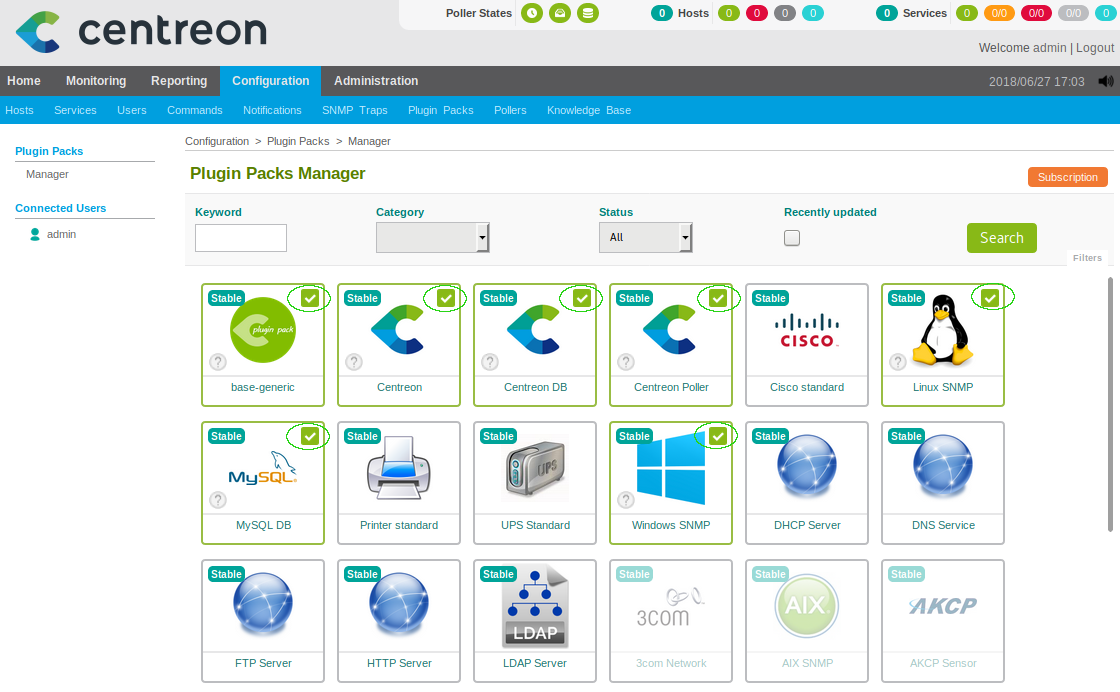 centreon
Poller States 0 Hosts 0 0 0 0 0 Services 0 0/0 0/0 0/0 0
Welcome admin | Logout
Home Monitoring Reporting Configuration Administration 2018/06/27 17:03
Hosts Services Users Commands Notifications SNMP Traps Plugin Packs Pollers Knowledge Base
Plugin Packs
Manager
Connected Users
admin
Configuration > Plugin Packs > Manager
Plugin Packs Manager
Subscription
Keyword Category Status Recently updated
All
Search
Filters
Stable Stable Stable Stable Stable Stable
plugin pack
CISCO
? ? ? ? ?
base-generic Centreon Centreon DB Centreon Poller Cisco standard Linux SNMP
Stable Stable Stable Stable Stable Stable
MySQL UPS
? ?
MySQL DB Printer standard UPS Standard Windows SNMP DHCP Server DNS Service
Stable Stable Stable Stable Stable Stable
LDAP 3com AIX AKCP
FTP Server HTTP Server LDAP Server 3com Network AIX SNMP AKCP Sensor